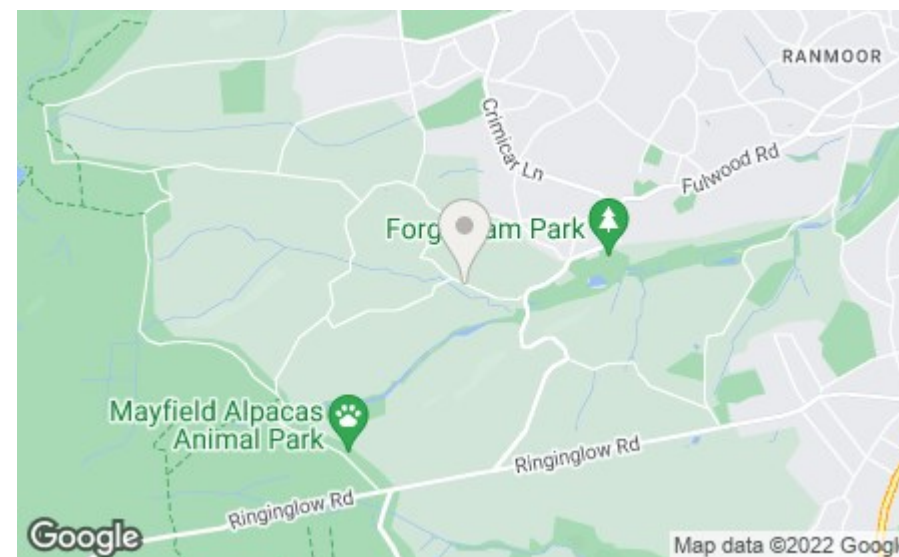 RANMOOR
Crimicar Ln
Fulwood Rd
Forg am Park
Mayfield Alpacas
Animal Park
Ringinglow Rd
Ringinglow Rd
Google
Map data ©2022 Googl